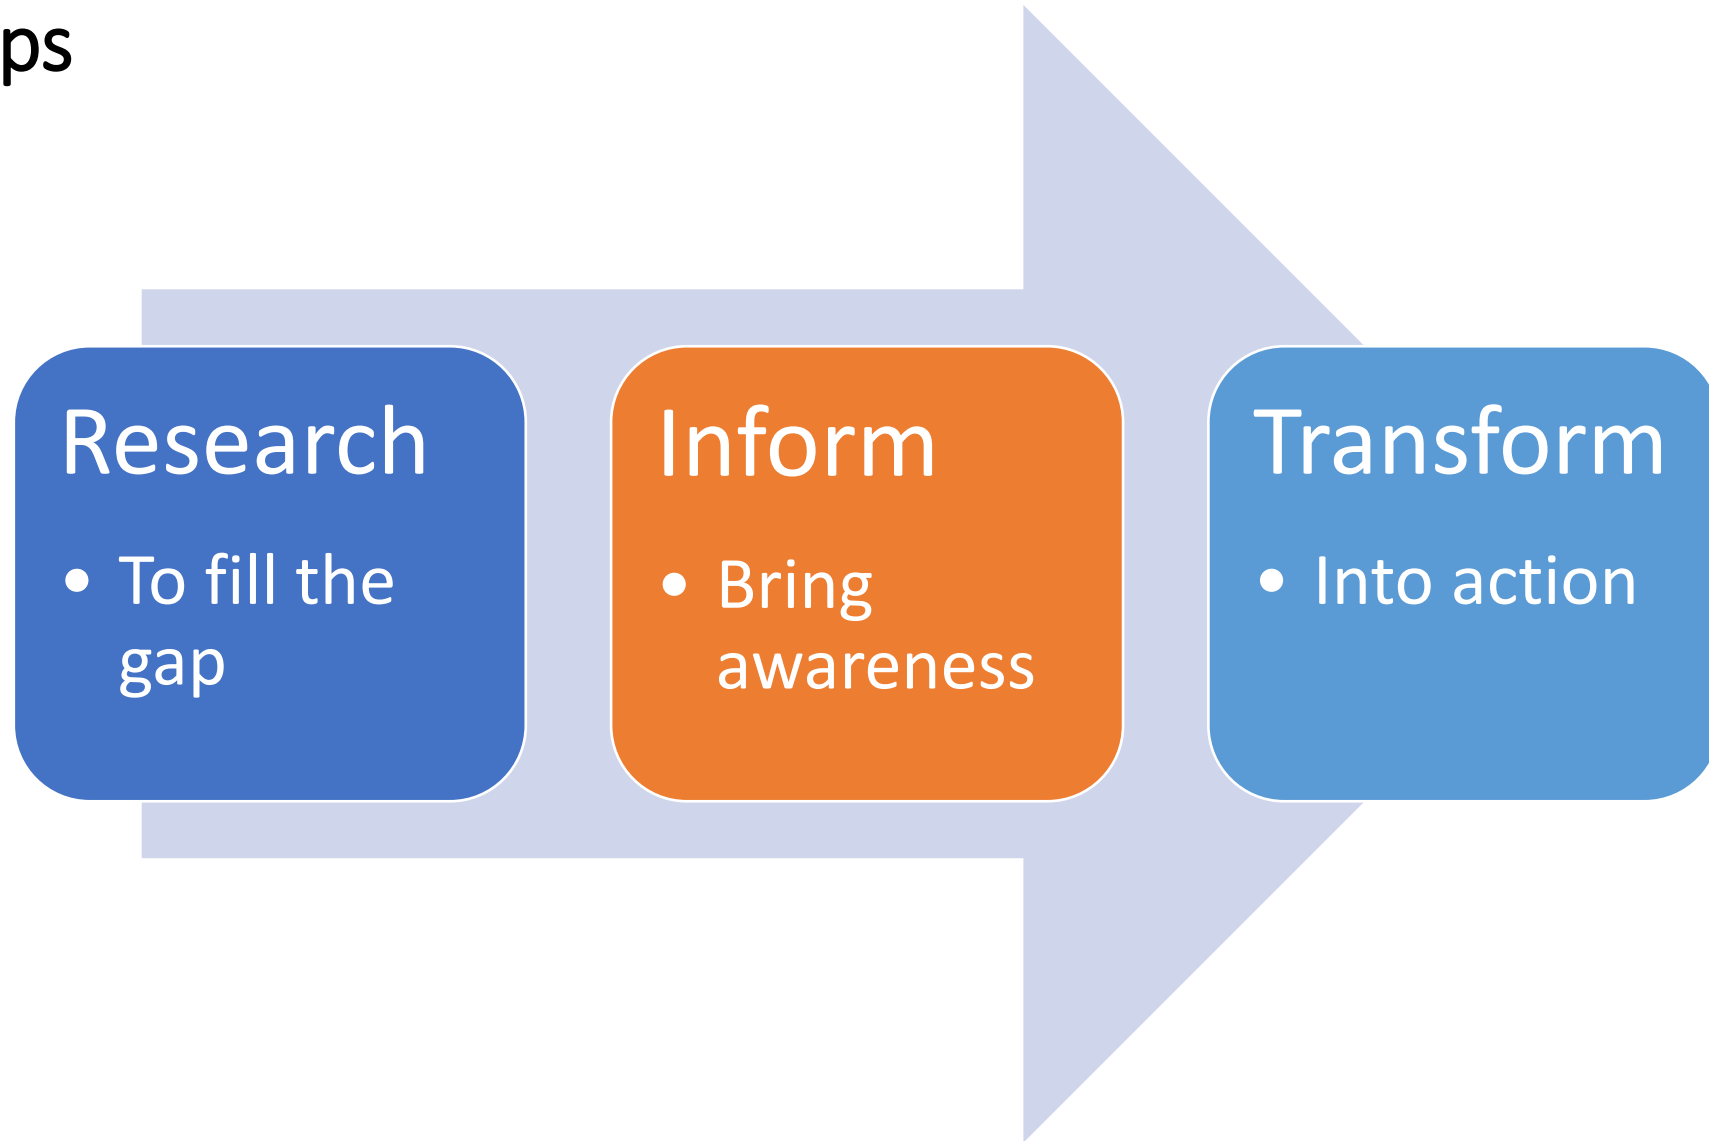 ps
Research
• To fill the
gap
Inform
• Bring
awareness
Transform
• Into action